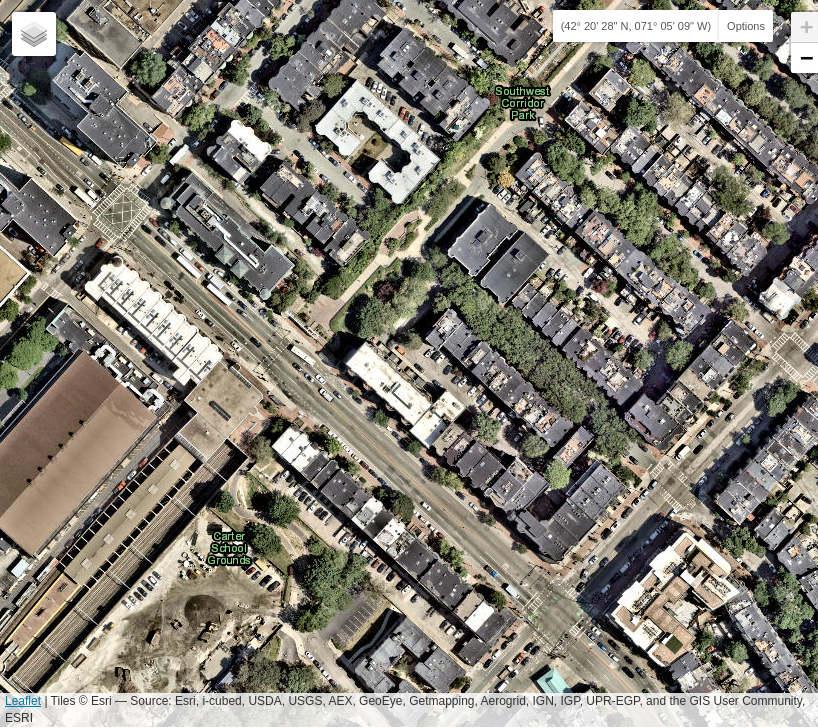 (42° 20' 28" N, 071° 05' 09" W) Options
+
−
Southwest
Corridor
Park
Carter
School
Grounds
Leaflet | Tiles © Esri — Source: Esri, i-cubed, USDA, USGS, AEX, GeoEye, Getmapping, Aerogrid, IGN, IGP, UPR-EGP, and the GIS User Community,
ESRI